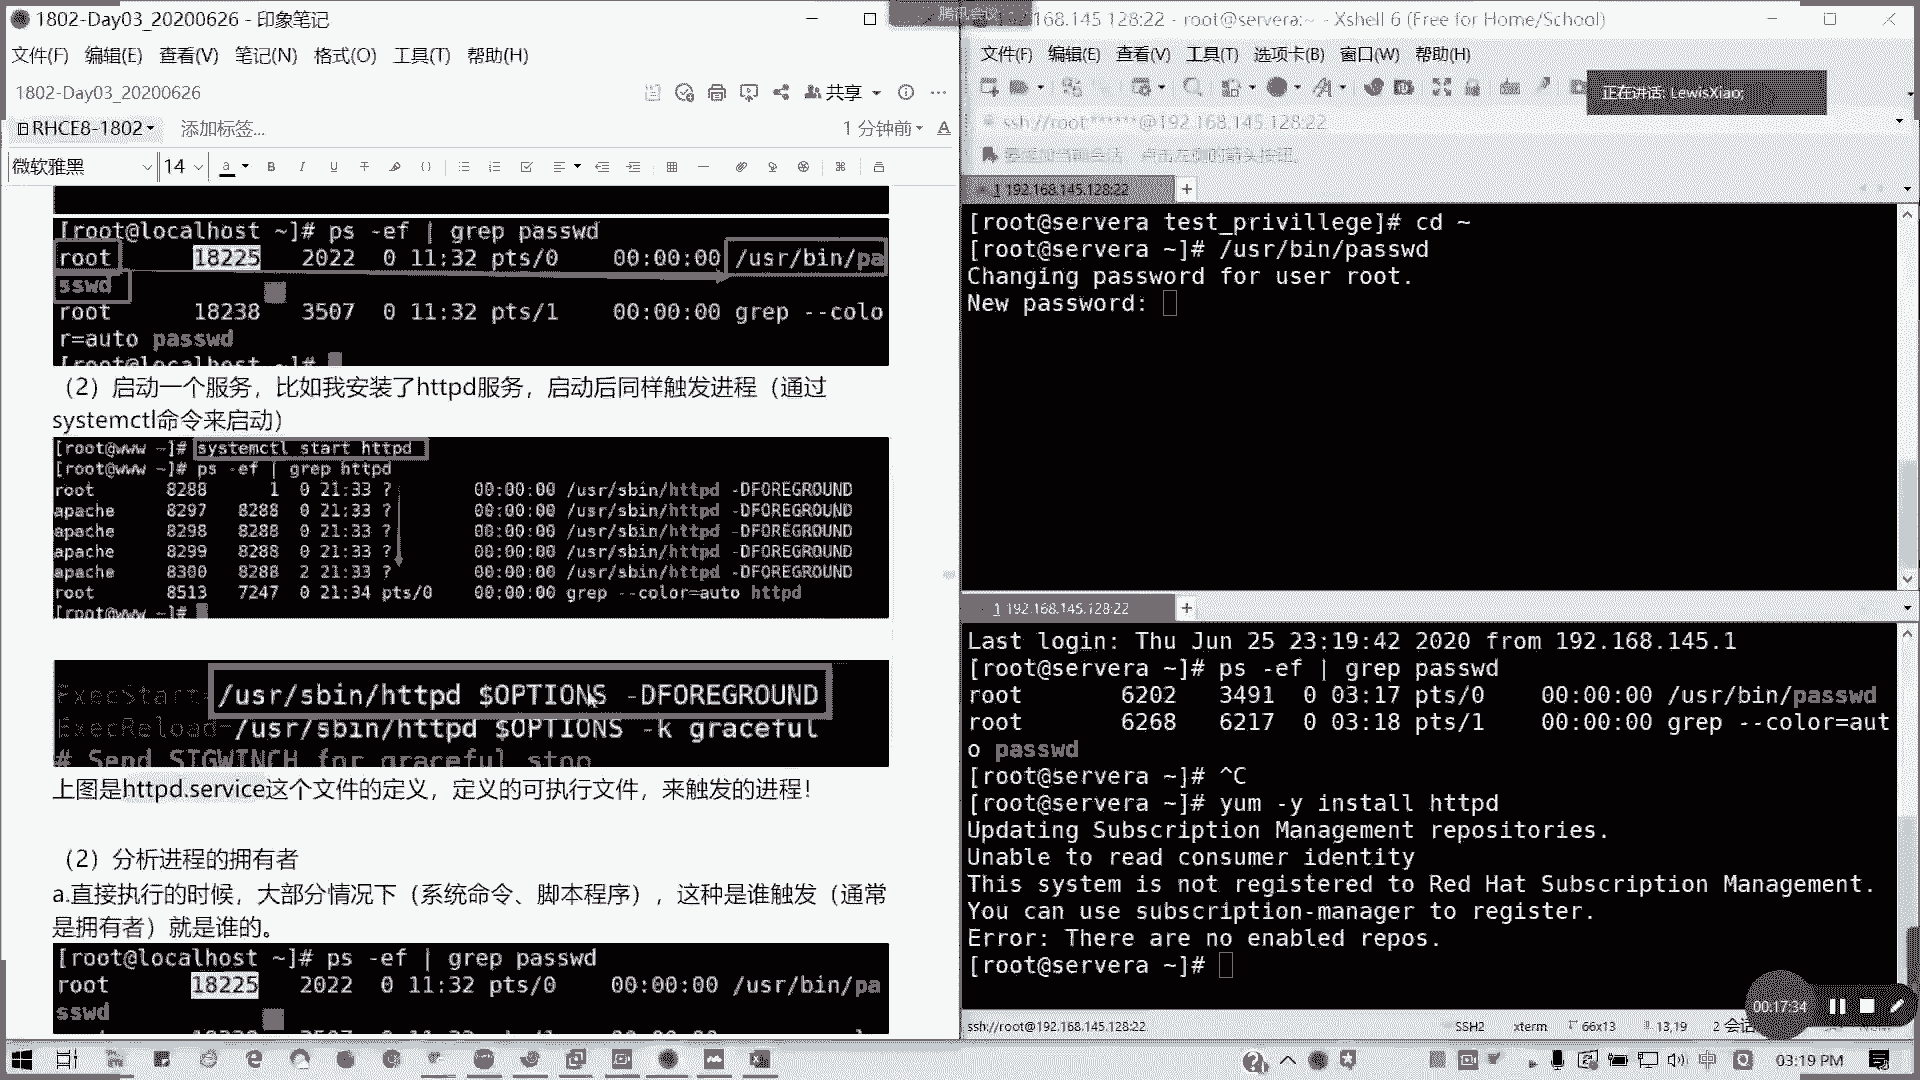 1802-Day03_20200626 - 印象笔记
文件(F) 编辑(E) 查看(V) 笔记(N) 格式(O) 工具(T) 帮助(H)
1802-Day03_20200626
共享
RHCE8-1802
添加标签...
1 分钟前
微软雅黑 14
[root@localhost ~]# ps -ef | grep passwd
root 18225 2022 0 11:32 pts/0 00:00:00 /usr/bin/pa
sswd
root 18238 3507 0 11:32 pts/1 00:00:00 grep --colo
r=auto passwd
[root@localhost ~]#
（2）启动一个服务，比如我安装了httpd服务，启动后同样触发进程（通过
systemctl命令来启动）
[root@www ~]# systemctl start httpd
[root@www ~]# ps -ef | grep httpd
root 8288 1 0 21:33 ? 00:00:00 /usr/sbin/httpd -DFOREGROUND
apache 8297 8288 0 21:33 ? 00:00:00 /usr/sbin/httpd -DFOREGROUND
apache 8298 8288 0 21:33 ? 00:00:00 /usr/sbin/httpd -DFOREGROUND
apache 8299 8288 0 21:33 ? 00:00:00 /usr/sbin/httpd -DFOREGROUND
apache 8300 8288 2 21:33 ? 00:00:00 /usr/sbin/httpd -DFOREGROUND
root 8513 7247 0 21:34 pts/0 00:00:00 grep --color=auto httpd
[root@www ~]#
ExecStart=/usr/sbin/httpd $OPTIONS -DFOREGROUND
ExecReload=/usr/sbin/httpd $OPTIONS -k graceful
# Send SIGWINCH for graceful stop
上图是httpd.service这个文件的定义，定义的可执行文件，来触发的进程！
（2）分析进程的拥有者
a.直接执行的时候，大部分情况下（系统命令、脚本程序），这种是谁触发（通常
是拥有者）就是谁的。
[root@localhost ~]# ps -ef | grep passwd
root 18225 2022 0 11:32 pts/0 00:00:00 /usr/bin/pa
sswd
腾讯会议
192.168.145.128:22 - root@servera:~ - Xshell 6 (Free for Home/School)
文件(F) 编辑(E) 查看(V) 工具(T) 选项卡(B) 窗口(W) 帮助(H)
正在讲话: LewisXiao;
ssh://root:******@192.168.145.128:22
要添加当前会话，点击左侧的箭头按钮。
1 192.168.145.128:22
[root@servera test_privillege]# cd ~
[root@servera ~]# /usr/bin/passwd
Changing password for user root.
New password:
1 192.168.145.128:22
Last login: Thu Jun 25 23:19:42 2020 from 192.168.145.1
[root@servera ~]# ps -ef | grep passwd
root 6202 3491 0 03:17 pts/0 00:00:00 /usr/bin/passwd
root 6268 6217 0 03:18 pts/1 00:00:00 grep --color=aut
o passwd
[root@servera ~]# ^C
[root@servera ~]# yum -y install httpd
Updating Subscription Management repositories.
Unable to read consumer identity
This system is not registered to Red Hat Subscription Management.
You can use subscription-manager to register.
Error: There are no enabled repos.
[root@servera ~]#
00:17:34
ssh://root@192.168.145.128:22 SSH2 xterm 66x13 13,19 2 会话
中
03:19 PM